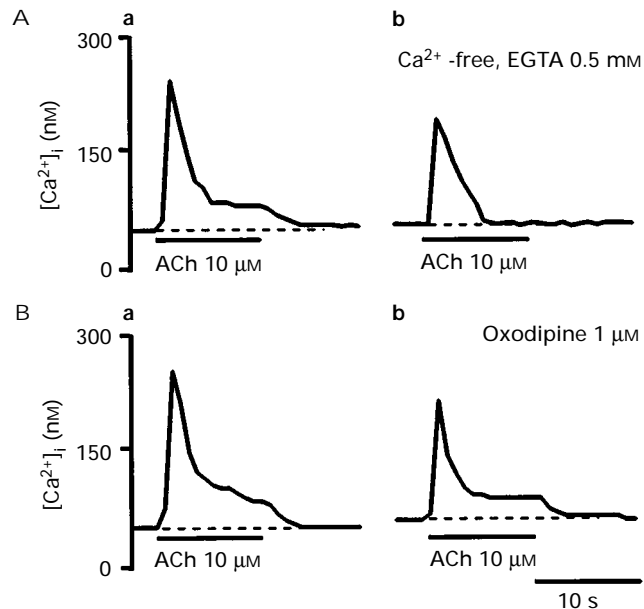 A
a
b
300
150
0
[Ca²⁺]ᵢ (nM)
Ca²⁺ -free, EGTA 0.5 mM
ACh 10 µM
ACh 10 µM
B
a
b
300
150
0
[Ca²⁺]ᵢ (nM)
Oxodipine 1 µM
ACh 10 µM
ACh 10 µM
10 s